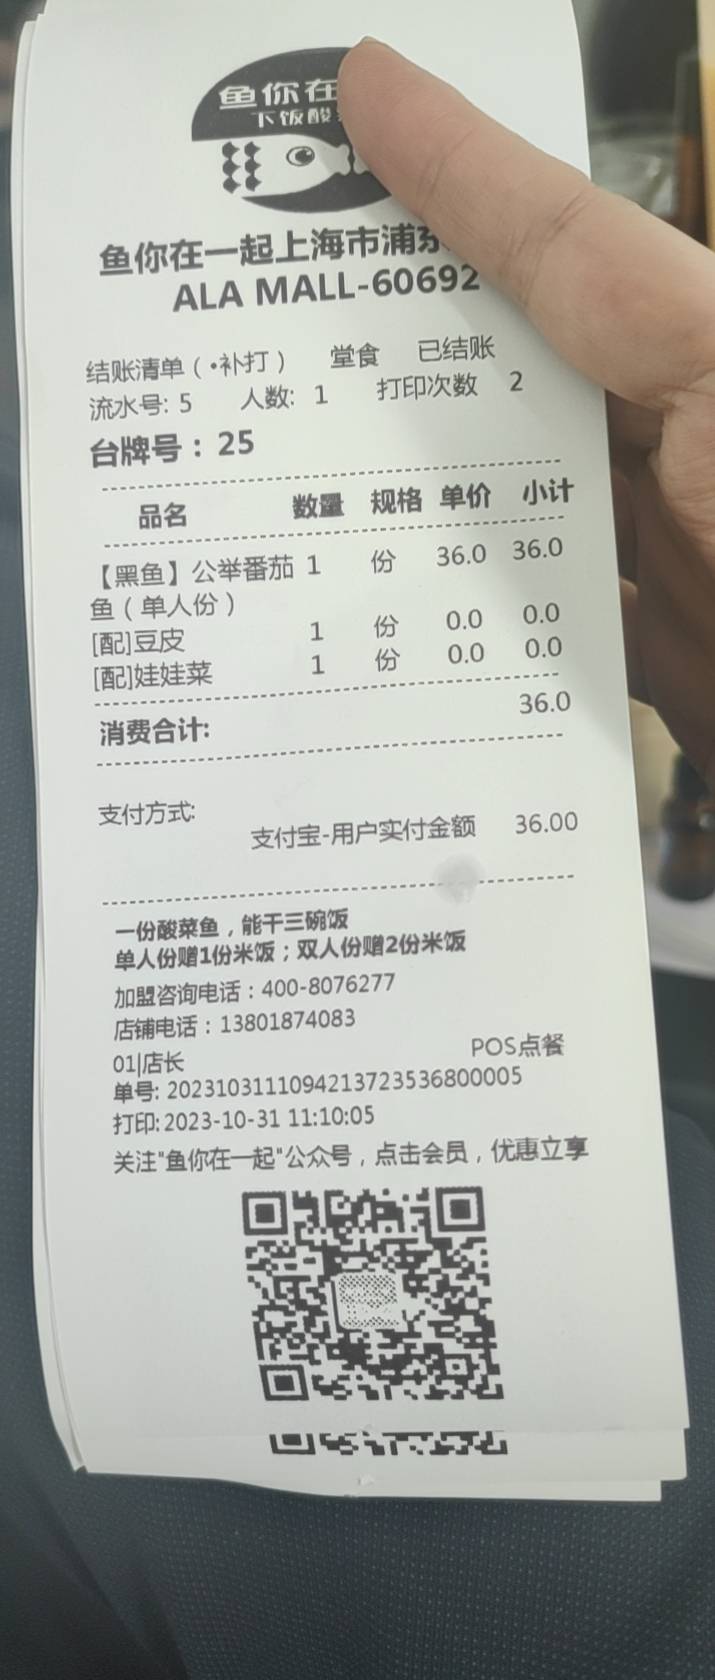 鱼你在
下饭酸
鱼你在一起上海市浦东
ALA MALL-60692
结账清单（•补打） 堂食 已结账
流水号: 5 人数: 1 打印次数 2
台牌号：25
品名 数量 规格 单价 小计
【黑鱼】公举番茄 1 份 36.0 36.0
鱼（单人份）
[配]豆皮 1 份 0.0 0.0
[配]娃娃菜 1 份 0.0 0.0
消费合计: 36.0
支付方式:
支付宝-用户实付金额 36.00
一份酸菜鱼，能干三碗饭
单人份赠1份米饭；双人份赠2份米饭
加盟咨询电话：400-8076277
店铺电话：13801874083
01|店长 POS点餐
单号: 2023103111094213723536800005
打印: 2023-10-31 11:10:05
关注"鱼你在一起"公众号，点击会员，优惠立享